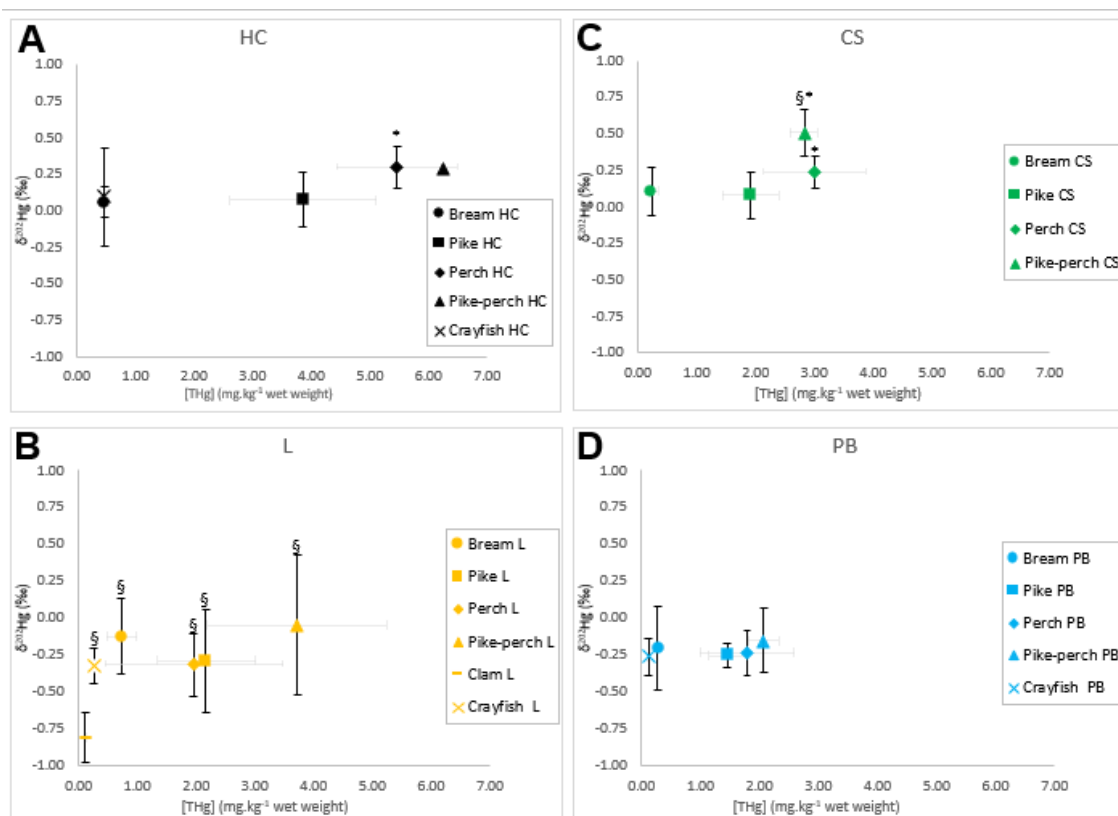 A
HC
1.00
0.75
0.50
0.25
0.00
-0.25
-0.50
-0.75
-1.00
δ²⁰²Hg (‰)
*
Bream HC
Pike HC
Perch HC
Pike-perch HC
Crayfish HC
0.00 1.00 2.00 3.00 4.00 5.00 6.00 7.00
[THg] (mg.kg⁻¹ wet weight)
C
CS
1.00
0.75
0.50
0.25
0.00
-0.25
-0.50
-0.75
-1.00
δ²⁰²Hg (‰)
§*
*
Bream CS
Pike CS
Perch CS
Pike-perch CS
0.00 1.00 2.00 3.00 4.00 5.00 6.00 7.00
[THg] (mg.kg⁻¹ wet weight)
B
L
1.00
0.75
0.50
0.25
0.00
-0.25
-0.50
-0.75
-1.00
δ²⁰²Hg (‰)
§ § § § §
Bream L
Pike L
Perch L
Pike-perch L
Clam L
Crayfish L
0.00 1.00 2.00 3.00 4.00 5.00 6.00 7.00
[THg] (mg.kg⁻¹ wet weight)
D
PB
1.00
0.75
0.50
0.25
0.00
-0.25
-0.50
-0.75
-1.00
δ²⁰²Hg (‰)
Bream PB
Pike PB
Perch PB
Pike-perch PB
Crayfish PB
0.00 1.00 2.00 3.00 4.00 5.00 6.00 7.00
[THg] (mg.kg⁻¹ wet weight)